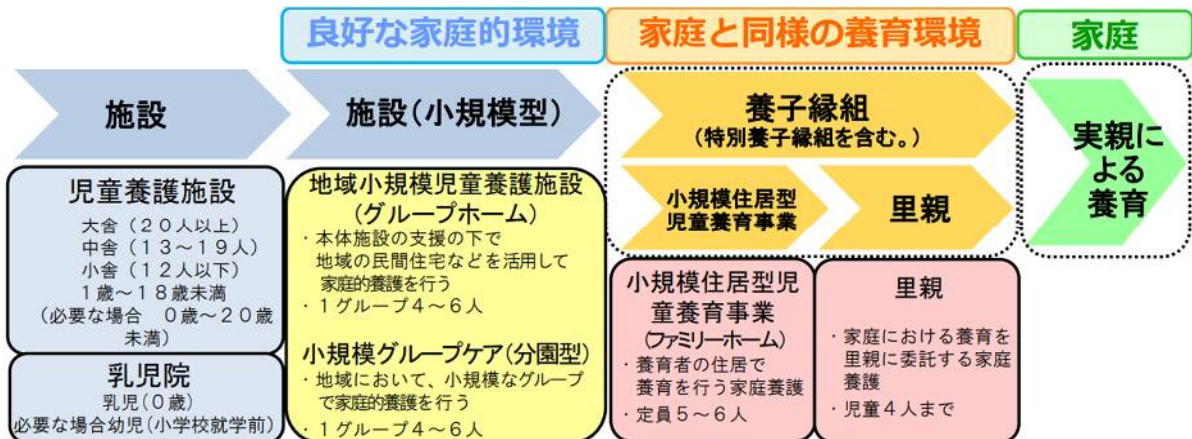 良好な家庭的環境
家庭と同様の養育環境
家庭
施設
施設(小規模型)
養子縁組
(特別養子縁組を含む。)
小規模住居型
児童養育事業
里親
実親に
よる
養育
児童養護施設
大舎（２０人以上）
中舎（１３～１９人）
小舎（１２人以下）
１歳～１８歳未満
（必要な場合　０歳～２０歳
未満）
乳児院
乳児（０歳）
必要な場合幼児（小学校就学前）
地域小規模児童養護施設
(グループホーム)
・本体施設の支援の下で
地域の民間住宅などを活用して
家庭的養護を行う
・１グループ４～６人
小規模グループケア(分園型)
・地域において、小規模なグループ
で家庭的養護を行う
・１グループ４～６人
小規模住居型児
童養育事業
(ファミリーホーム)
・養育者の住居で
養育を行う家庭養護
・定員５～６人
里親
・家庭における養育を
里親に委託する家庭
養護
・児童４人まで